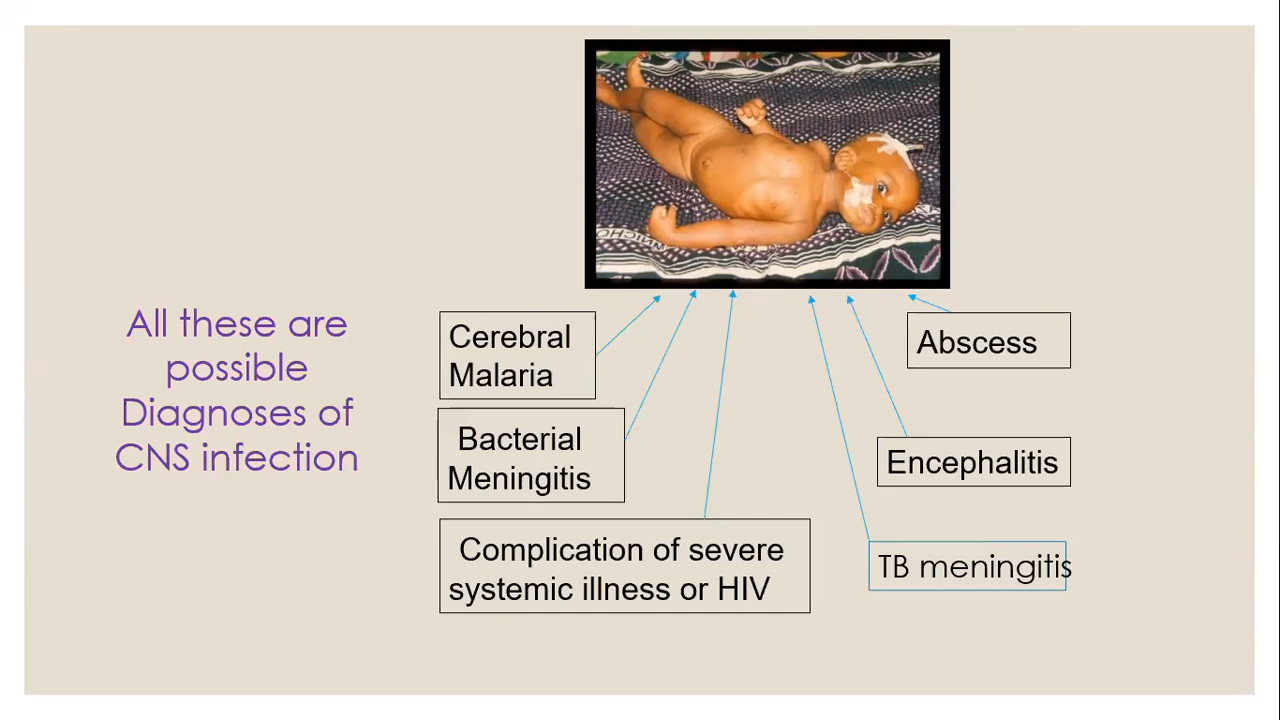 All these are
possible
Diagnoses of
CNS infection
Cerebral
Malaria
Bacterial
Meningitis
Complication of severe
systemic illness or HIV
Abscess
Encephalitis
TB meningitis